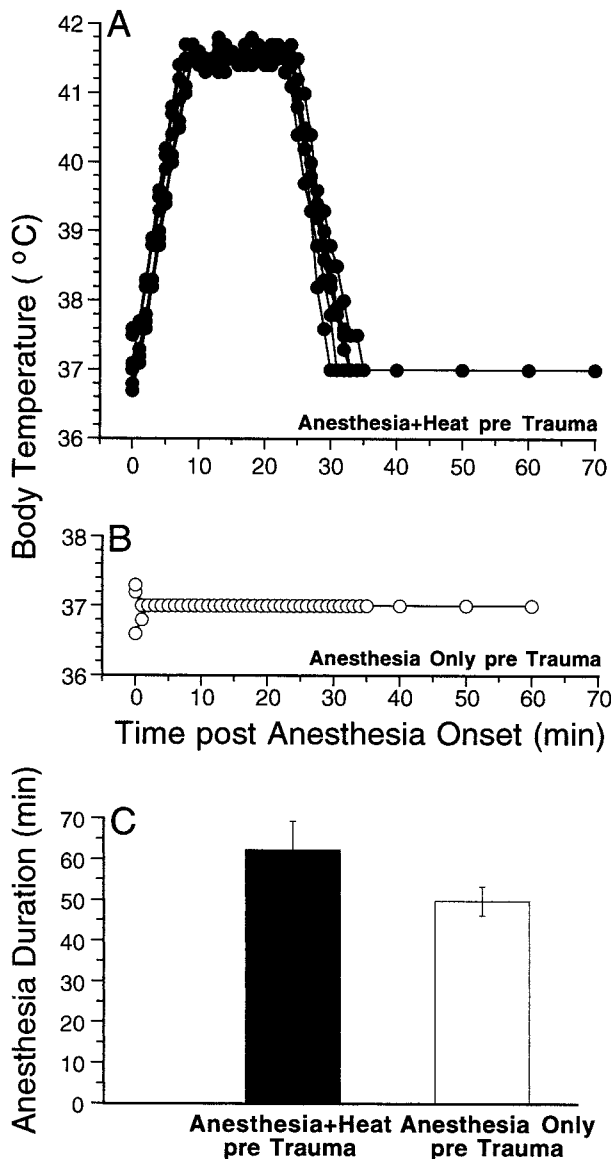 A
Body Temperature ( °C)
42
41
40
39
38
37
36
Anesthesia+Heat pre Trauma
0 10 20 30 40 50 60 70
B
38
37
36
Anesthesia Only pre Trauma
0 10 20 30 40 50 60 70
Time post Anesthesia Onset (min)
C
Anesthesia Duration (min)
70
60
50
40
30
20
10
0
Anesthesia+Heat
pre Trauma
Anesthesia Only
pre Trauma